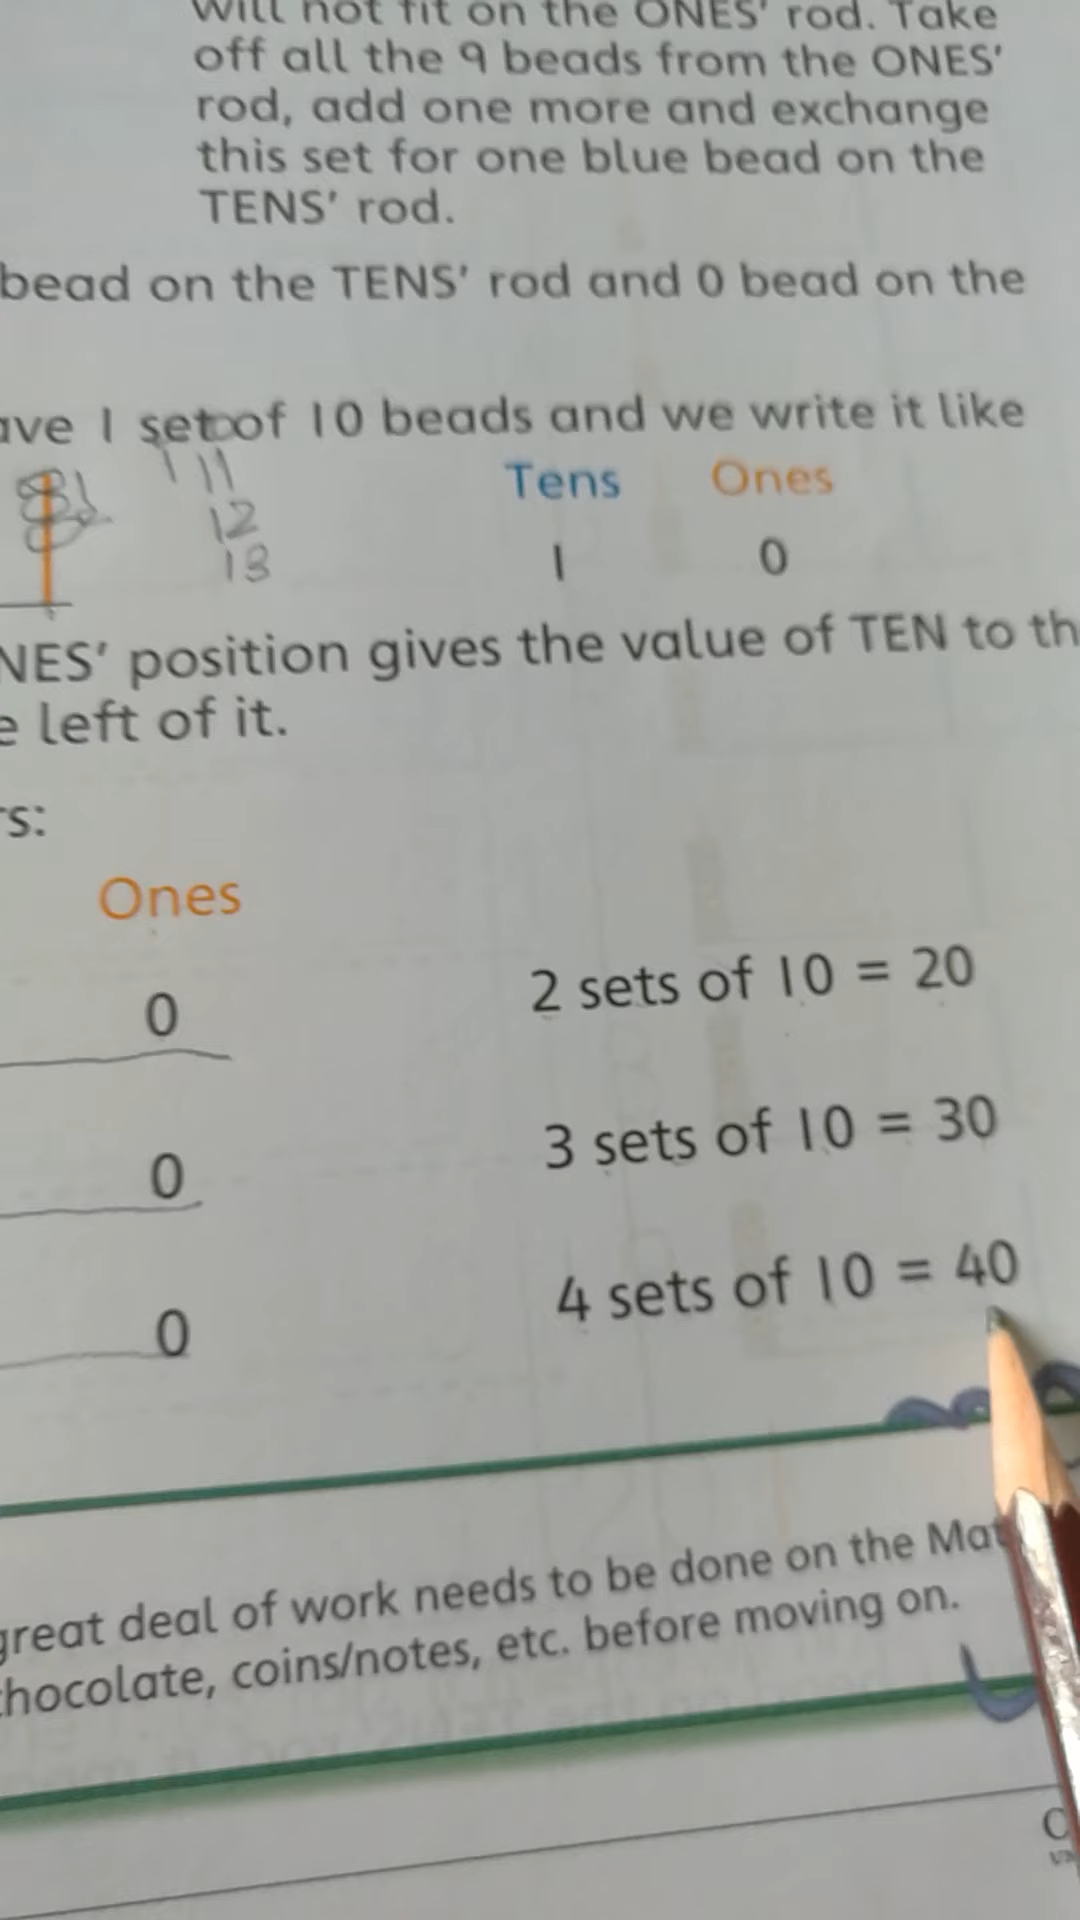 will not fit on the ONES' rod. Take
off all the 9 beads from the ONES'
rod, add one more and exchange
this set for one blue bead on the
TENS' rod.
bead on the TENS' rod and 0 bead on the
ave 1 set of 10 beads and we write it like
11
12
13
Tens Ones
1 0
NES' position gives the value of TEN to th
e left of it.
rs:
Ones
0 2 sets of 10 = 20
0 3 sets of 10 = 30
0 4 sets of 10 = 40
great deal of work needs to be done on the Mat
hocolate, coins/notes, etc. before moving on.